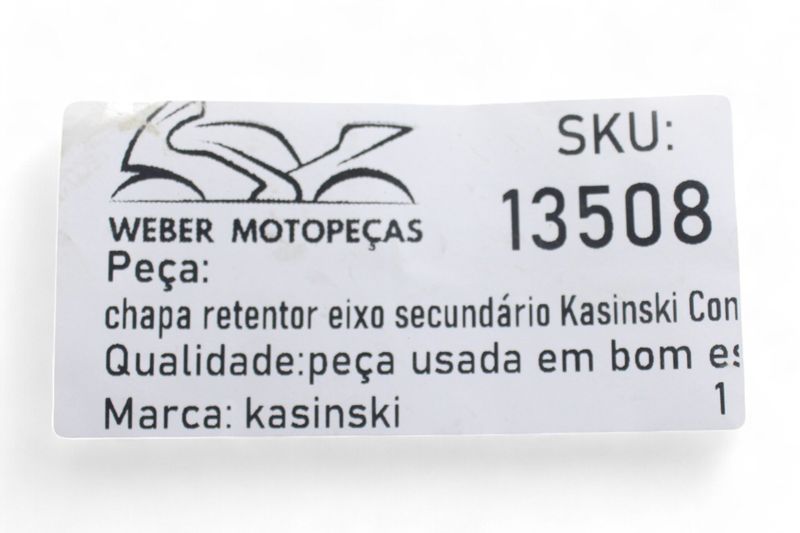 SKU:
13508
WEBER MOTOPEÇAS
Peça:
chapa retentor eixo secundário Kasinski Con
Qualidade:peça usada em bom es
Marca: kasinski
1